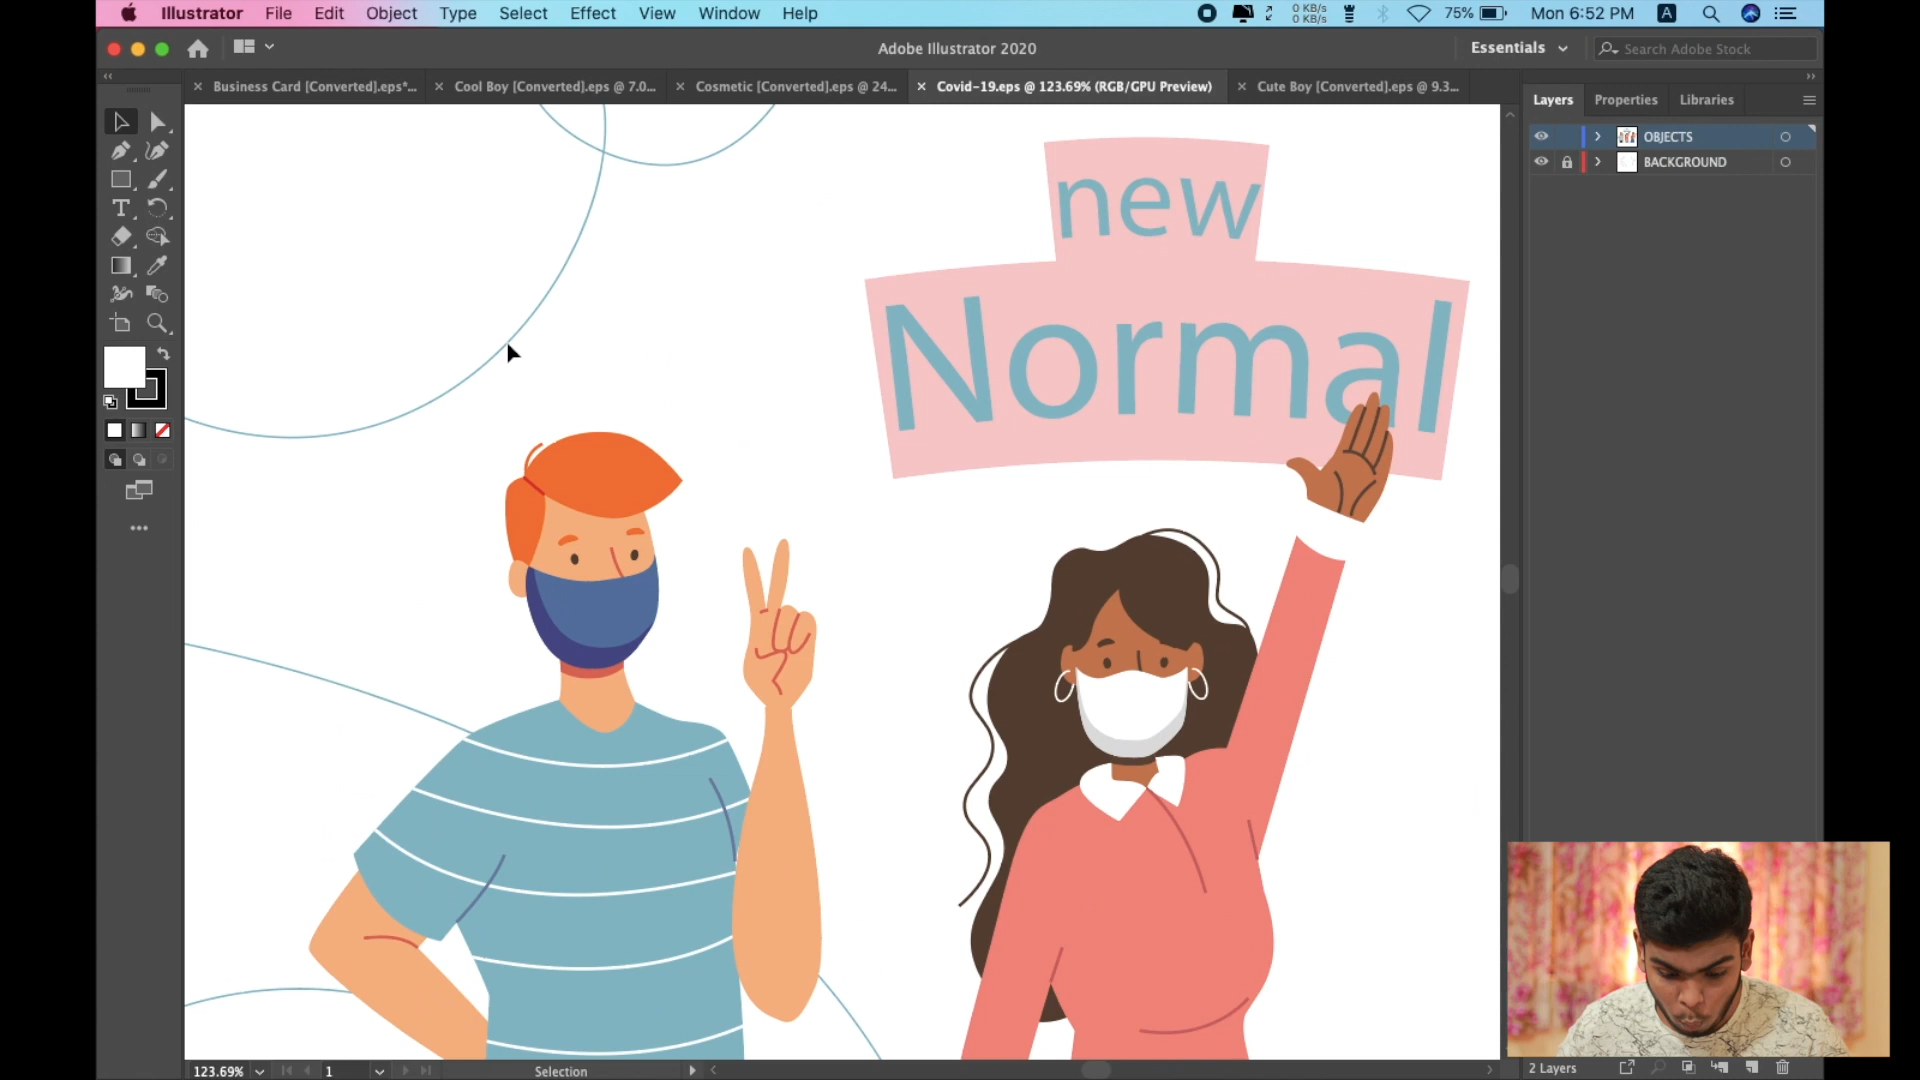 Illustrator File Edit Object Type Select Effect View Window Help
0 KB/s
0 KB/s
75%
Mon 6:52 PM
A
Adobe Illustrator 2020
Essentials
Search Adobe Stock
Business Card [Converted].eps*...
Cool Boy [Converted].eps @ 7.0...
Cosmetic [Converted].eps @ 24...
Covid-19.eps @ 123.69% (RGB/GPU Preview)
Cute Boy [Converted].eps @ 9.3...
Layers Properties Libraries
OBJECTS
BACKGROUND
new
Normal
123.69%
1
Selection
2 Layers